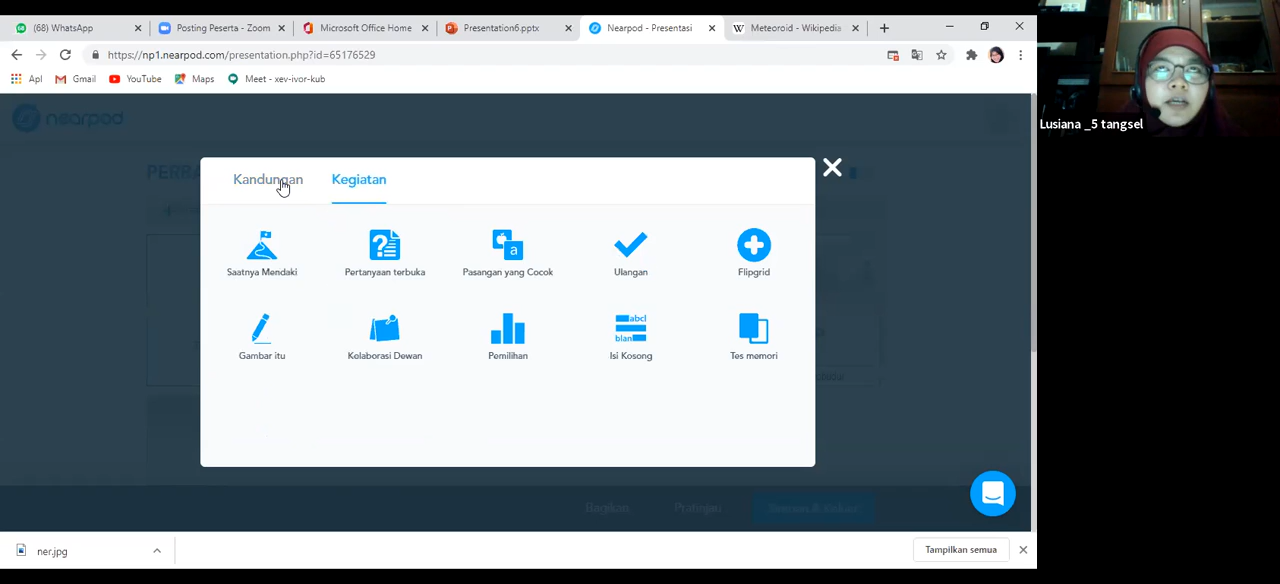 (68) WhatsApp
Posting Peserta - Zoom
Microsoft Office Home
Presentation6.pptx
Nearpod - Presentasi
Meteoroid - Wikipedia
https://np1.nearpod.com/presentation.php?id=65176529
Apl
Gmail
YouTube
Maps
Meet - xev-ivor-kub
Lusiana _5 tangsel
nearpod
Kandungan
Kegiatan
Saatnya Mendaki
Pertanyaan terbuka
Pasangan yang Cocok
Ulangan
Flipgrid
Gambar itu
Kolaborasi Dewan
Pemilihan
Isi Kosong
Tes memori
Bagikan
Pratinjau
ner.jpg
Tampilkan semua